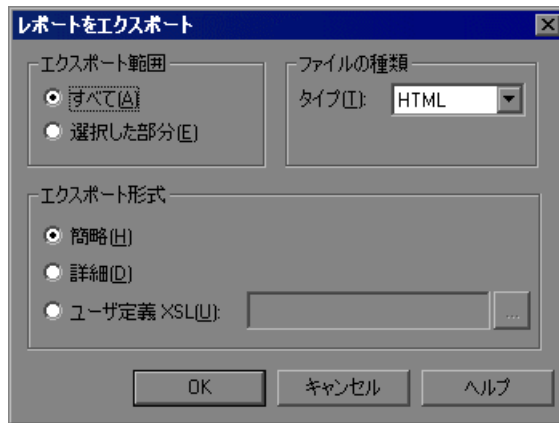 レポートをエクスポート
エクスポート範囲
すべて(A)
選択した部分(E)
ファイルの種類
タイプ(T): HTML
エクスポート形式
簡略(H)
詳細(D)
ユーザ定義 XSL(U): ...
OK キャンセル ヘルプ